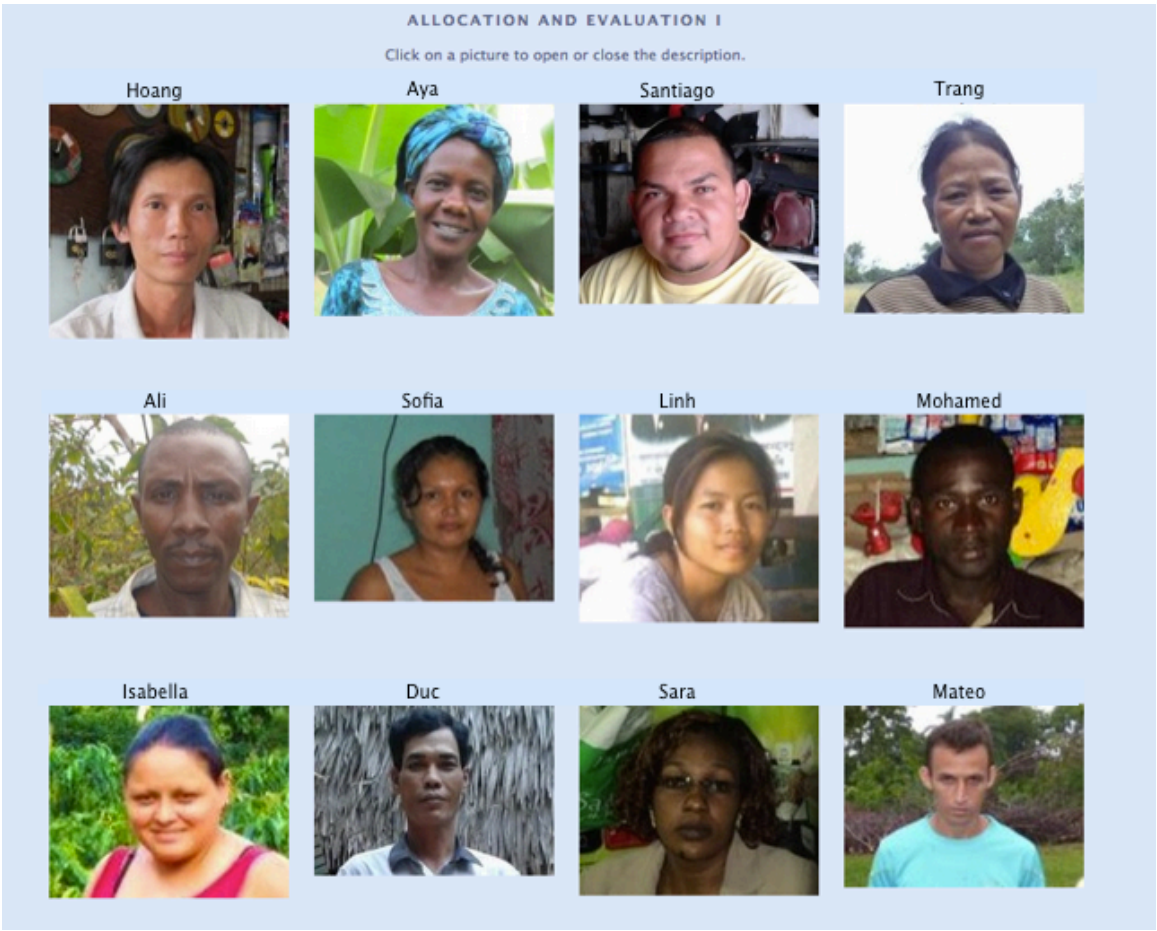 ALLOCATION AND EVALUATION I
Click on a picture to open or close the description.
Hoang Aya Santiago Trang
Ali Sofia Linh Mohamed
Isabella Duc Sara Mateo